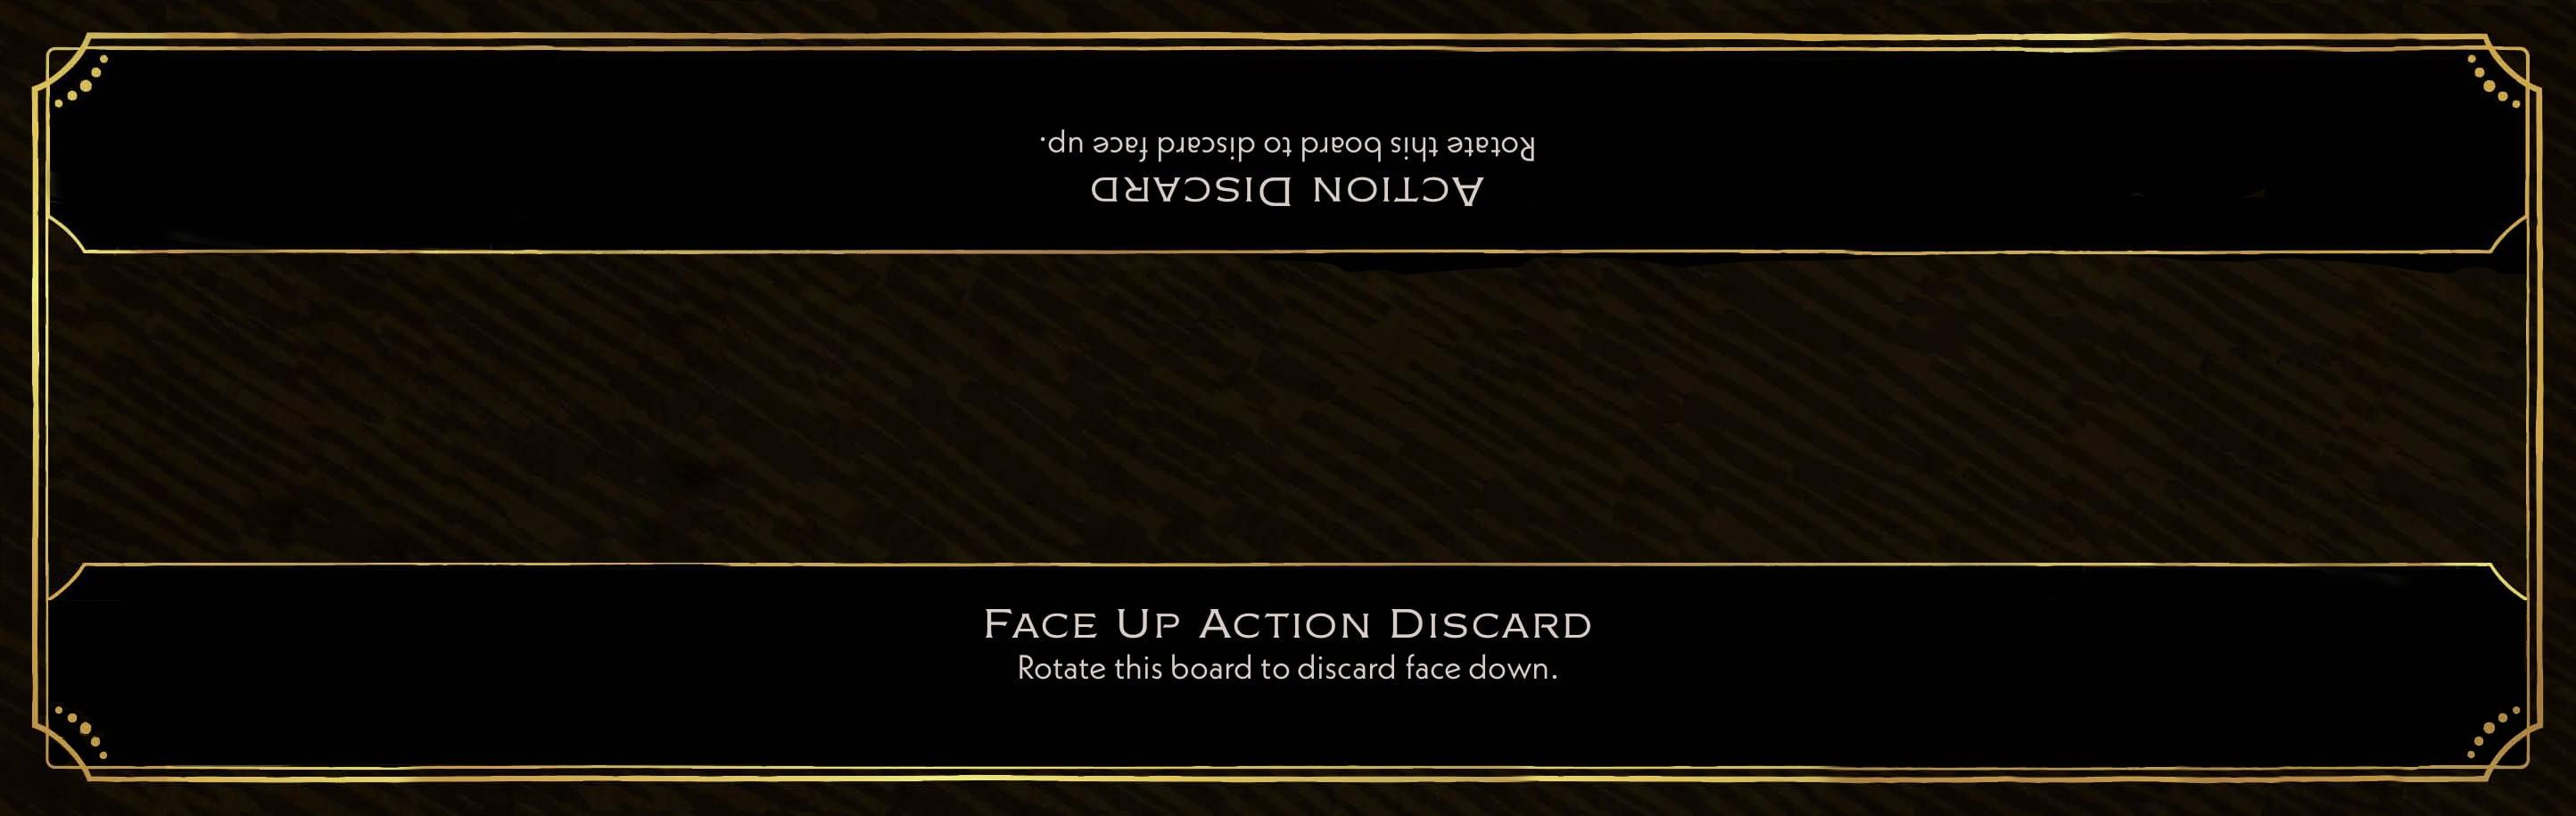 Rotate this board to discard face up.
Action Discard
Face Up Action Discard
Rotate this board to discard face down.